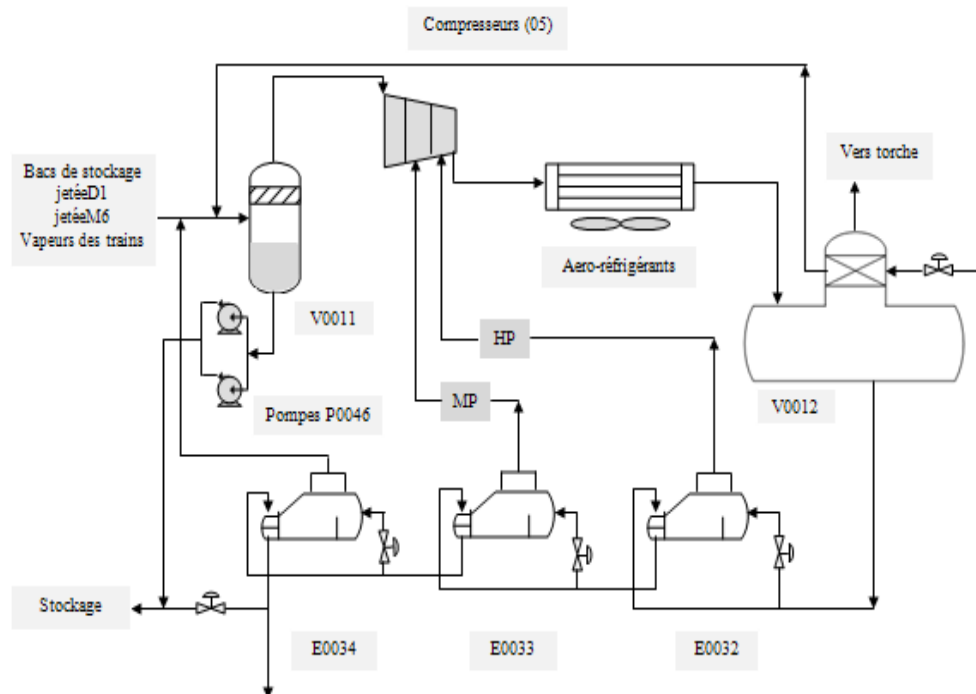 Compresseurs (05)
Bacs de stockage
jetéeD1
jetéeM6
Vapeurs des trains
Vers torche
Aero-réfrigérants
V0011
HP
MP
V0012
Pompes P0046
Stockage
E0034
E0033
E0032